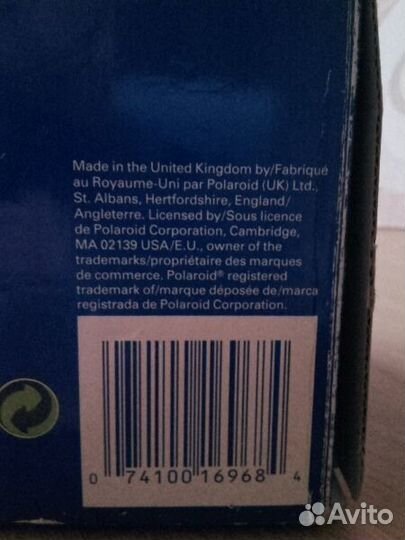 Made in the United Kingdom by/Fabriqué
au Royaume-Uni par Polaroid (UK) Ltd.,
St. Albans, Hertfordshire, England/
Angleterre. Licensed by/Sous licence
de Polaroid Corporation, Cambridge,
MA 02139 USA/E.U., owner of the
trademarks/propriétaire des marques
de commerce. Polaroid® registered
trademark of/marque déposée de/marca
registrada de Polaroid Corporation.
0 74100 16968 4
Avito